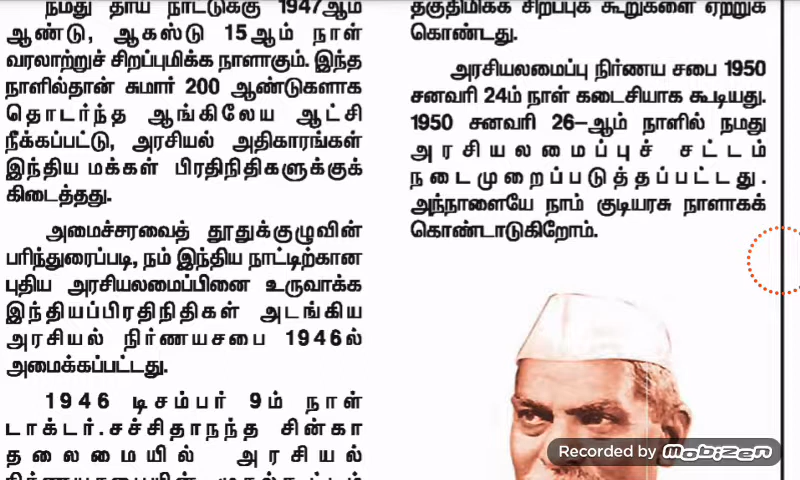 நமது தாய் நாட்டுக்கு 1947ஆம்
ஆண்டு, ஆகஸ்டு 15ஆம் நாள்
வரலாற்றுச் சிறப்புமிக்க நாளாகும். இந்த
நாளில்தான் சுமார் 200 ஆண்டுகளாக
தொடர்ந்த ஆங்கிலேய ஆட்சி
நீக்கப்பட்டு, அரசியல் அதிகாரங்கள்
இந்திய மக்கள் பிரதிநிதிகளுக்குக்
கிடைத்தது.
அமைச்சரவைத் தூதுக்குழுவின்
பரிந்துரைப்படி, நம் இந்திய நாட்டிற்கான
புதிய அரசியலமைப்பினை உருவாக்க
இந்தியப்பிரதிநிதிகள் அடங்கிய
அரசியல் நிர்ணயசபை 1946ல்
அமைக்கப்பட்டது.
1946 டிசம்பர் 9ம் நாள்
டாக்டர்.சச்சிதாநந்த சின்கா
தலைமையில் அரசியல்
நிர்ணயசபையின் முதல்கூட்டம்
தகுதிமிக்க சிறப்புக் கூறுகளை ஏற்றுக்
கொண்டது.
அரசியலமைப்பு நிர்ணய சபை 1950
சனவரி 24ம் நாள் கடைசியாக கூடியது.
1950 சனவரி 26–ஆம் நாளில் நமது
அரசியலமைப்புச் சட்டம்
நடைமுறைப்படுத்தப்பட்டது.
அந்நாளையே நாம் குடியரசு நாளாகக்
கொண்டாடுகிறோம்.
Recorded by mobizen